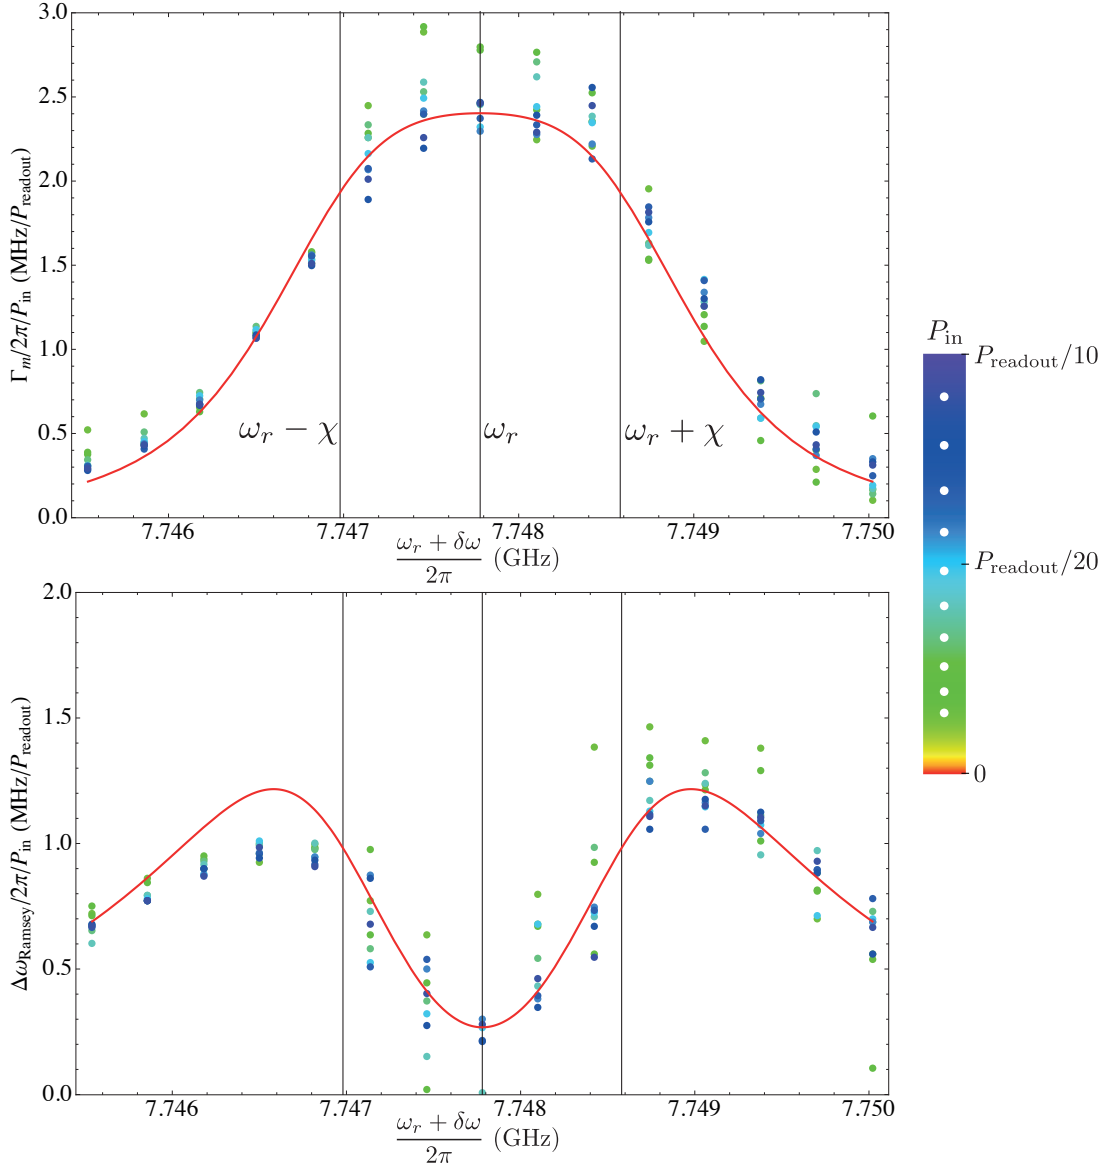 3.0
2.5
2.0
1.5
1.0
0.5
0.0
Γm/2π/Pin (MHz/Preadout)
ωr − χ
ωr
ωr + χ
7.746 7.747 7.748 7.749 7.750
(ωr + δω)/2π (GHz)
Pin
Preadout/10
Preadout/20
0
2.0
1.5
1.0
0.5
0.0
ΔωRamsey/2π/Pin (MHz/Preadout)
7.746 7.747 7.748 7.749 7.750
(ωr + δω)/2π (GHz)